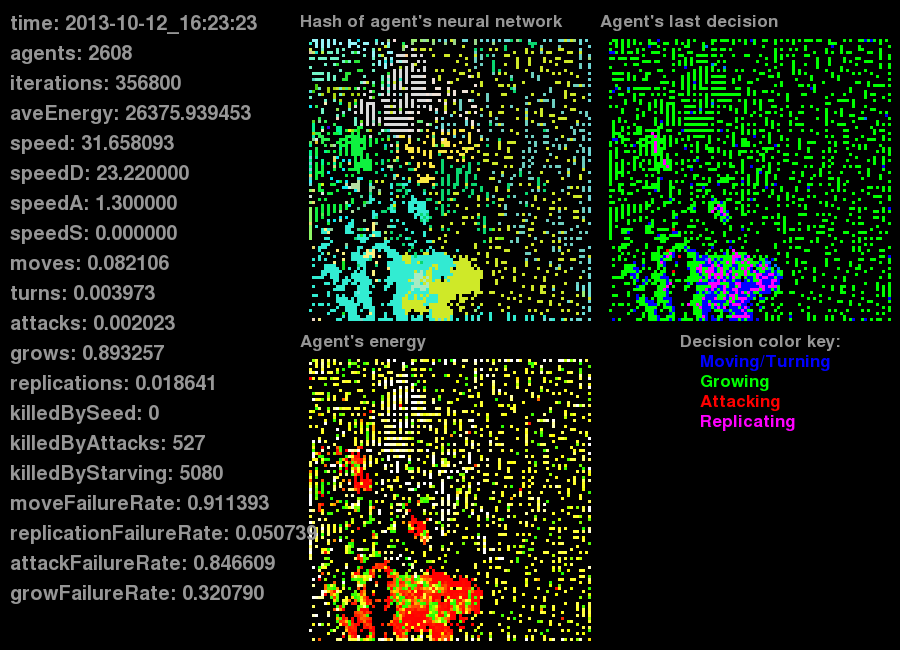 time: 2013-10-12_16:23:23
agents: 2608
iterations: 356800
aveEnergy: 26375.939453
speed: 31.658093
speedD: 23.220000
speedA: 1.300000
speedS: 0.000000
moves: 0.082106
turns: 0.003973
attacks: 0.002023
grows: 0.893257
replications: 0.018641
killedBySeed: 0
killedByAttacks: 527
killedByStarving: 5080
moveFailureRate: 0.911393
replicationFailureRate: 0.050739
attackFailureRate: 0.846609
growFailureRate: 0.320790
Hash of agent's neural network
Agent's last decision
Agent's energy
Decision color key:
Moving/Turning
Growing
Attacking
Replicating